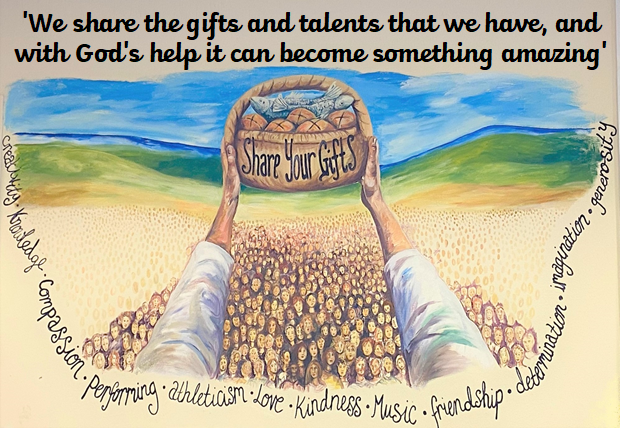 'We share the gifts and talents that we have, and
with God's help it can become something amazing'
Share Your Gifts
creativity · Knowledge · Compassion · performing · athleticism · Love · Kindness · Music · friendship · determination · imagination · generosity